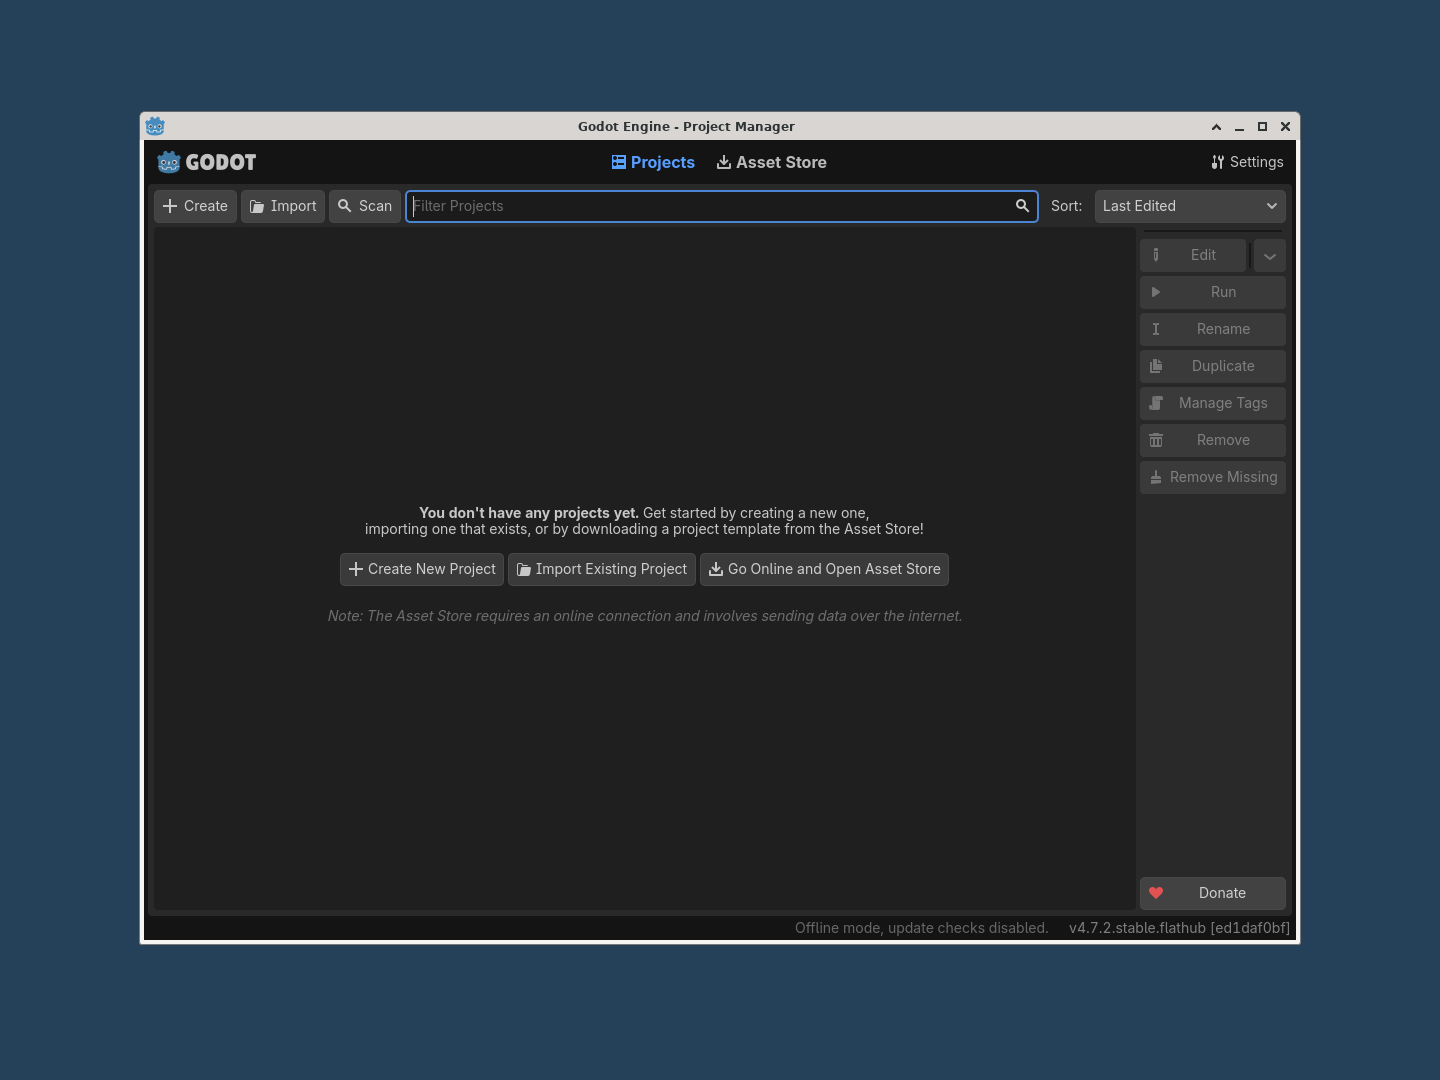 Godot Engine - Project Manager
GODOT
Projects
Asset Store
Settings
Create
Import
Scan
Filter Projects
Sort:
Last Edited
Edit
Run
Rename
Duplicate
Manage Tags
Remove
Remove Missing
You don't have any projects yet. Get started by creating a new one,
importing one that exists, or by downloading a project template from the Asset Store!
Create New Project
Import Existing Project
Go Online and Open Asset Store
Note: The Asset Store requires an online connection and involves sending data over the internet.
Donate
Offline mode, update checks disabled.
v4.7.2.stable.flathub [ed1daf0bf]